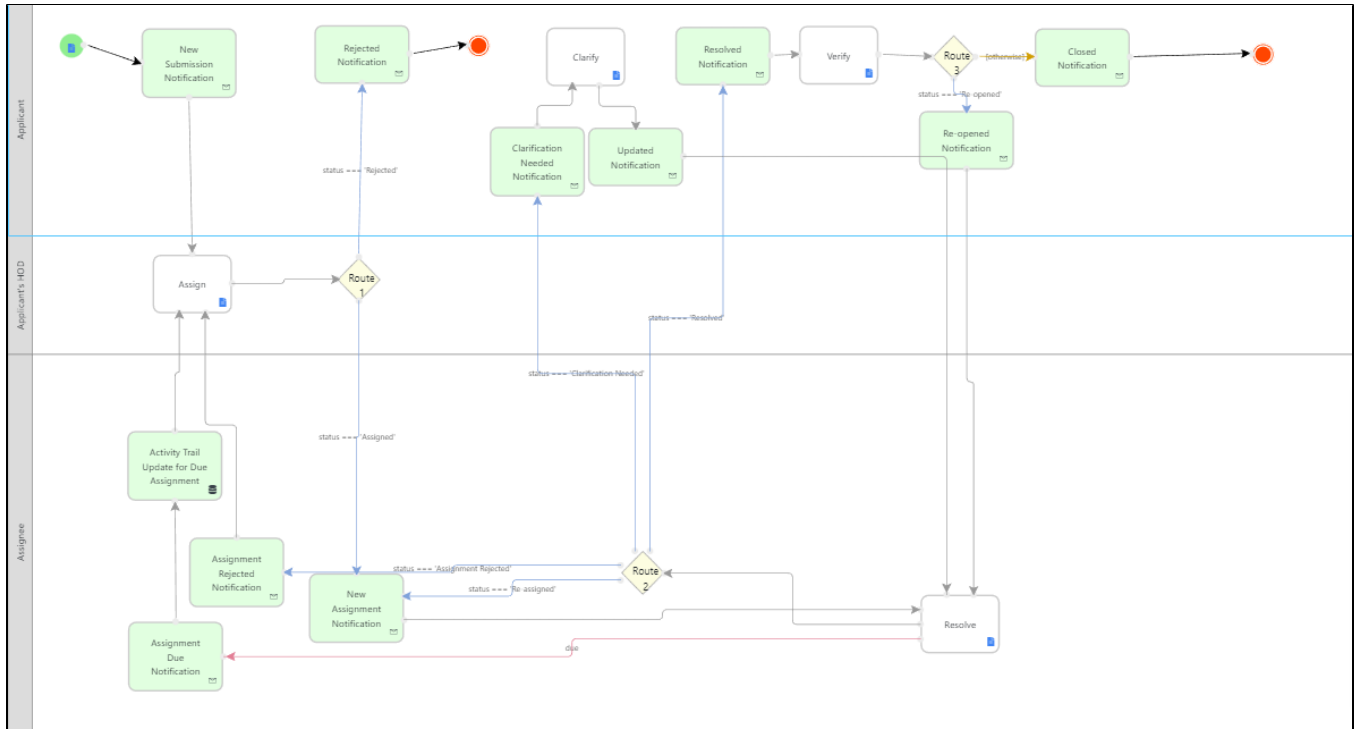 Applicant
New
Submission
Notification
Rejected
Notification
Clarify
Resolved
Notification
Verify
Route
3
[otherwise]
Closed
Notification
status === 'Re-opened'
Re-opened
Notification
Clarification
Needed
Notification
Updated
Notification
status === 'Rejected'
Applicant's HOD
Assign
Route
1
status === 'Resolved'
Assignee
status === 'Clarification Needed'
status === 'Assigned'
Activity Trail
Update for Due
Assignment
Assignment
Rejected
Notification
status === 'Assignment Rejected'
Route
2
status === 'Re-assigned'
New
Assignment
Notification
Resolve
Assignment
Due
Notification
due